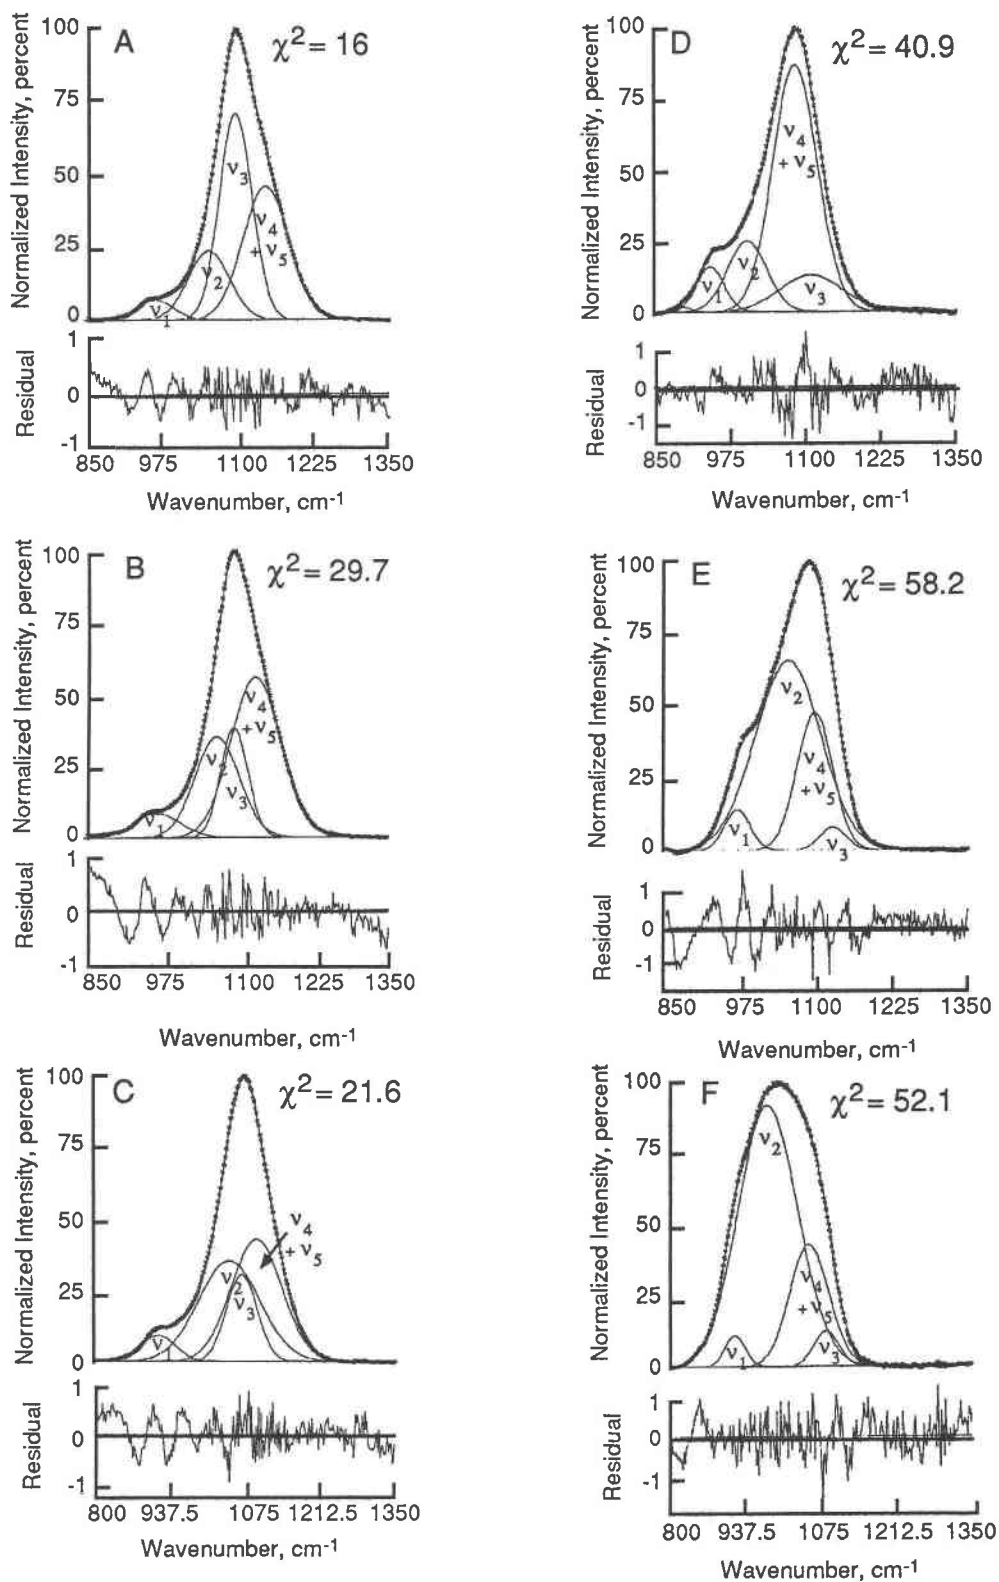 A
χ2 = 16
Normalized Intensity, percent
100
75
50
25
0
ν1
ν2
ν3
ν4
+ ν5
Residual
1
0
-1
850 975 1100 1225 1350
Wavenumber, cm-1
B
χ2 = 29.7
Normalized Intensity, percent
100
75
50
25
0
ν1
ν2
ν3
ν4
+ ν5
Residual
1
0
-1
850 975 1100 1225 1350
Wavenumber, cm-1
C
χ2 = 21.6
Normalized Intensity, percent
100
75
50
25
0
ν1
ν2
ν3
ν4
+ ν5
Residual
1
0
-1
800 937.5 1075 1212.5 1350
Wavenumber, cm-1
D
χ2 = 40.9
Normalized Intensity, percent
100
75
50
25
0
ν1
ν2
ν4
+ ν5
ν3
Residual
1
0
-1
850 975 1100 1225 1350
Wavenumber, cm-1
E
χ2 = 58.2
Normalized Intensity, percent
100
75
50
25
0
ν1
ν2
ν4
+ ν5
ν3
Residual
1
0
-1
850 975 1100 1225 1350
Wavenumber, cm-1
F
χ2 = 52.1
Normalized Intensity, percent
100
75
50
25
0
ν1
ν2
ν4
+ ν5
ν3
Residual
1
0
-1
800 937.5 1075 1212.5 1350
Wavenumber, cm-1